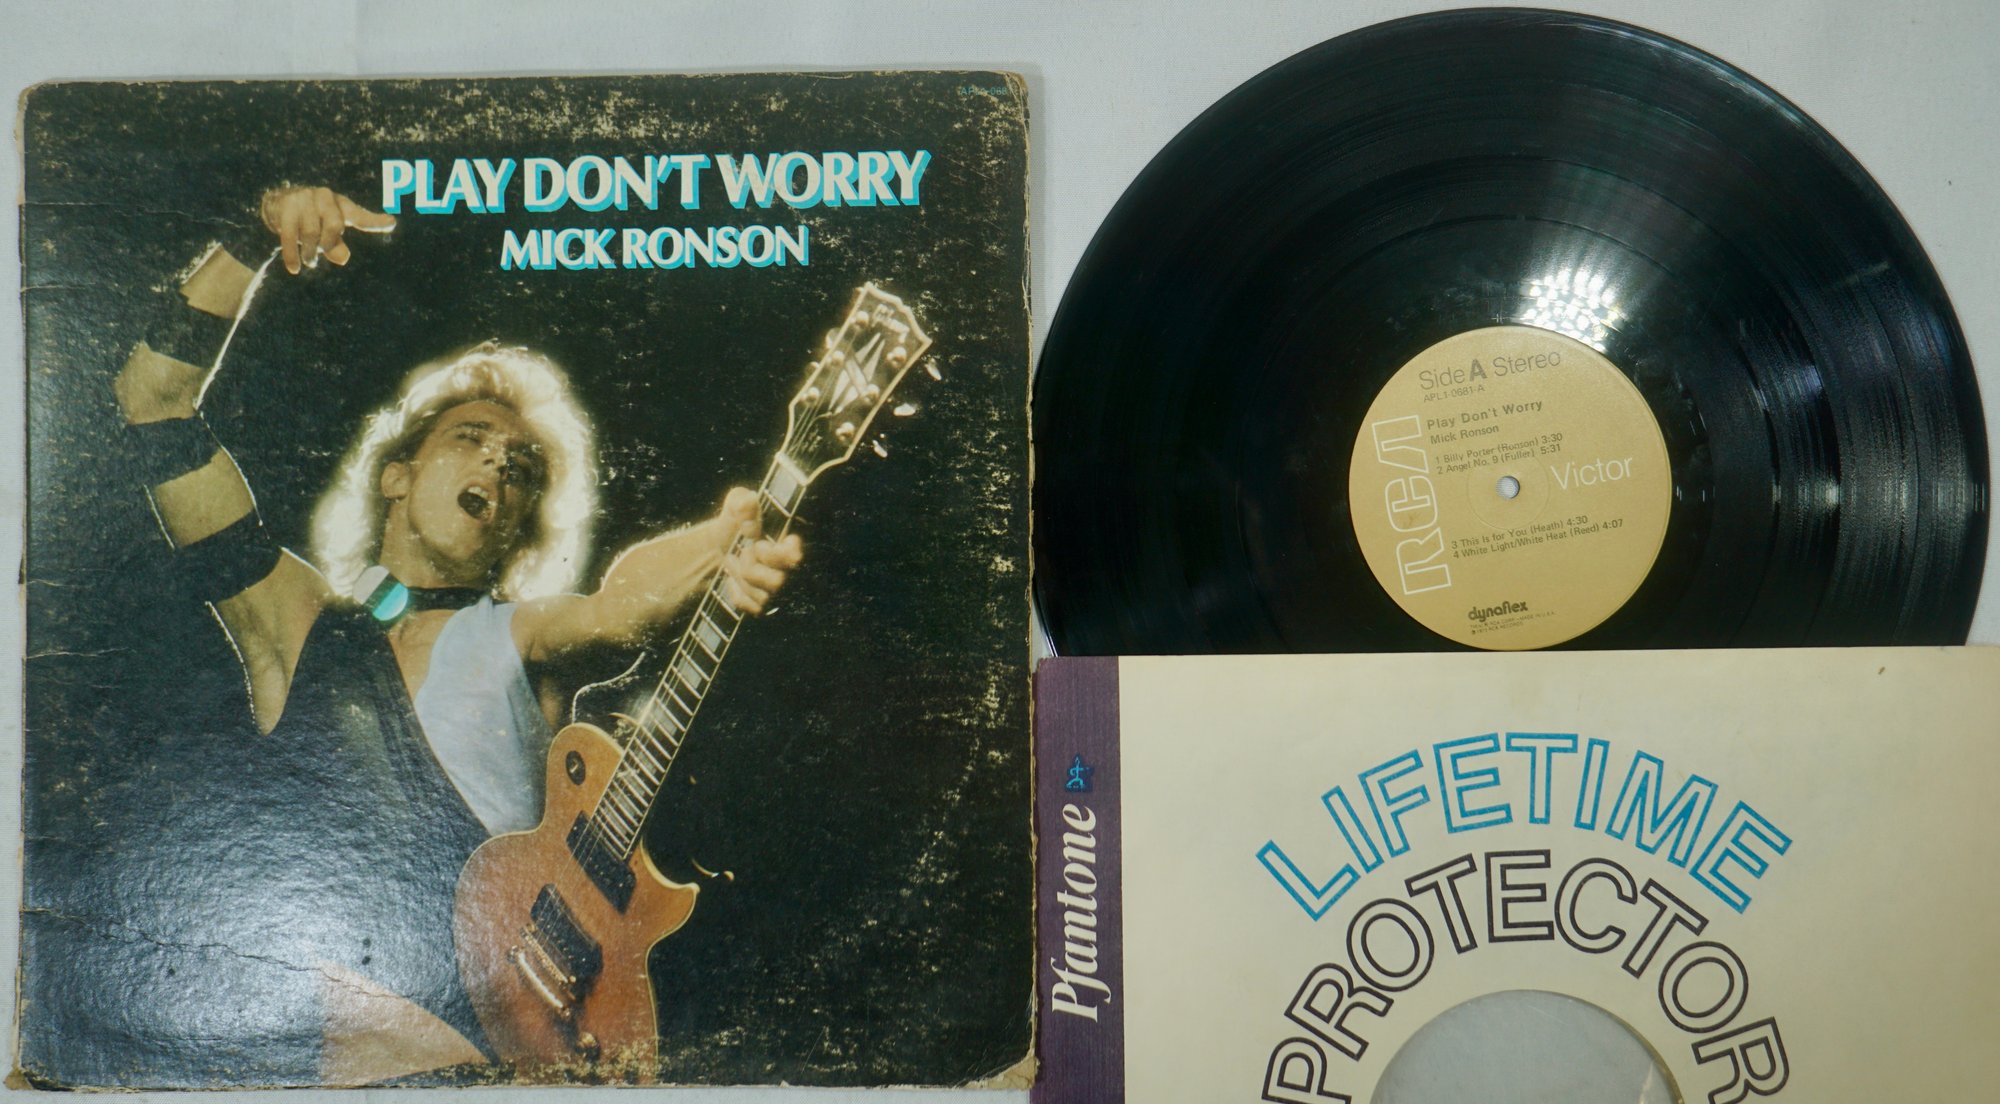 PLAY DON'T WORRY
MICK RONSON
Side A Stereo
APL1-0681-A
Play Don't Worry
Mick Ronson
1 Billy Porter (Ronson) 3:30
2 Angel No. 9 (Fuller) 5:31
RCA Victor
3 This Is for You (Heath) 4:30
4 White Light/White Heat (Reed) 4:07
dynaflex
Pfantone
LIFETIME
PROTECTOR